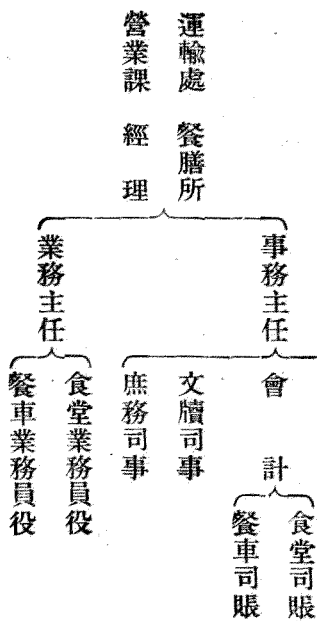 運輸處 餐膳所
營業課 經理
事務主任
會計
食堂司賬
餐車司賬
文牘司事
庶務司事
業務主任
食堂業務員役
餐車業務員役